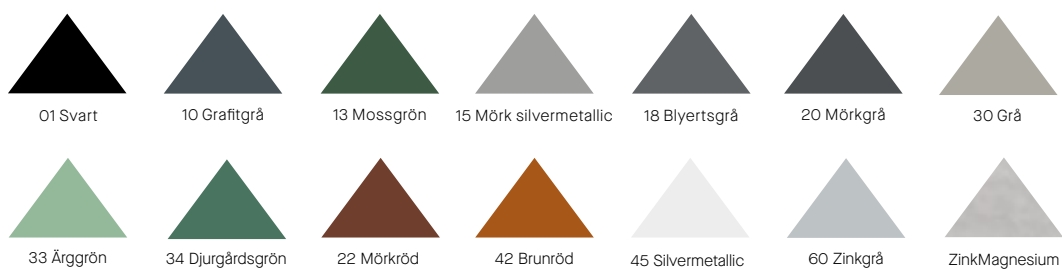 01 Svart
10 Grafitgrå
13 Mossgrön
15 Mörk silvermetallic
18 Blyertsgrå
20 Mörkgrå
30 Grå
33 Ärggrön
34 Djurgårdsgrön
22 Mörkröd
42 Brunröd
45 Silvermetallic
60 Zinkgrå
ZinkMagnesium